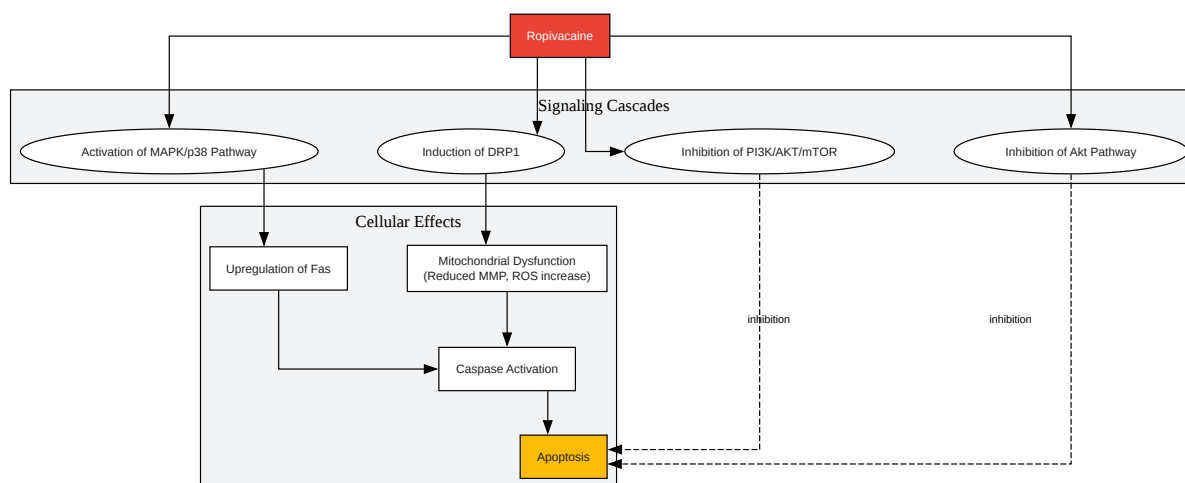 Ropivacaine
Signaling Cascades
Activation of MAPK/p38 Pathway
Induction of DRP1
Inhibition of PI3K/AKT/mTOR
Inhibition of Akt Pathway
Cellular Effects
Upregulation of Fas
Mitochondrial Dysfunction
(Reduced MMP, ROS increase)
inhibition
inhibition
Caspase Activation
Apoptosis